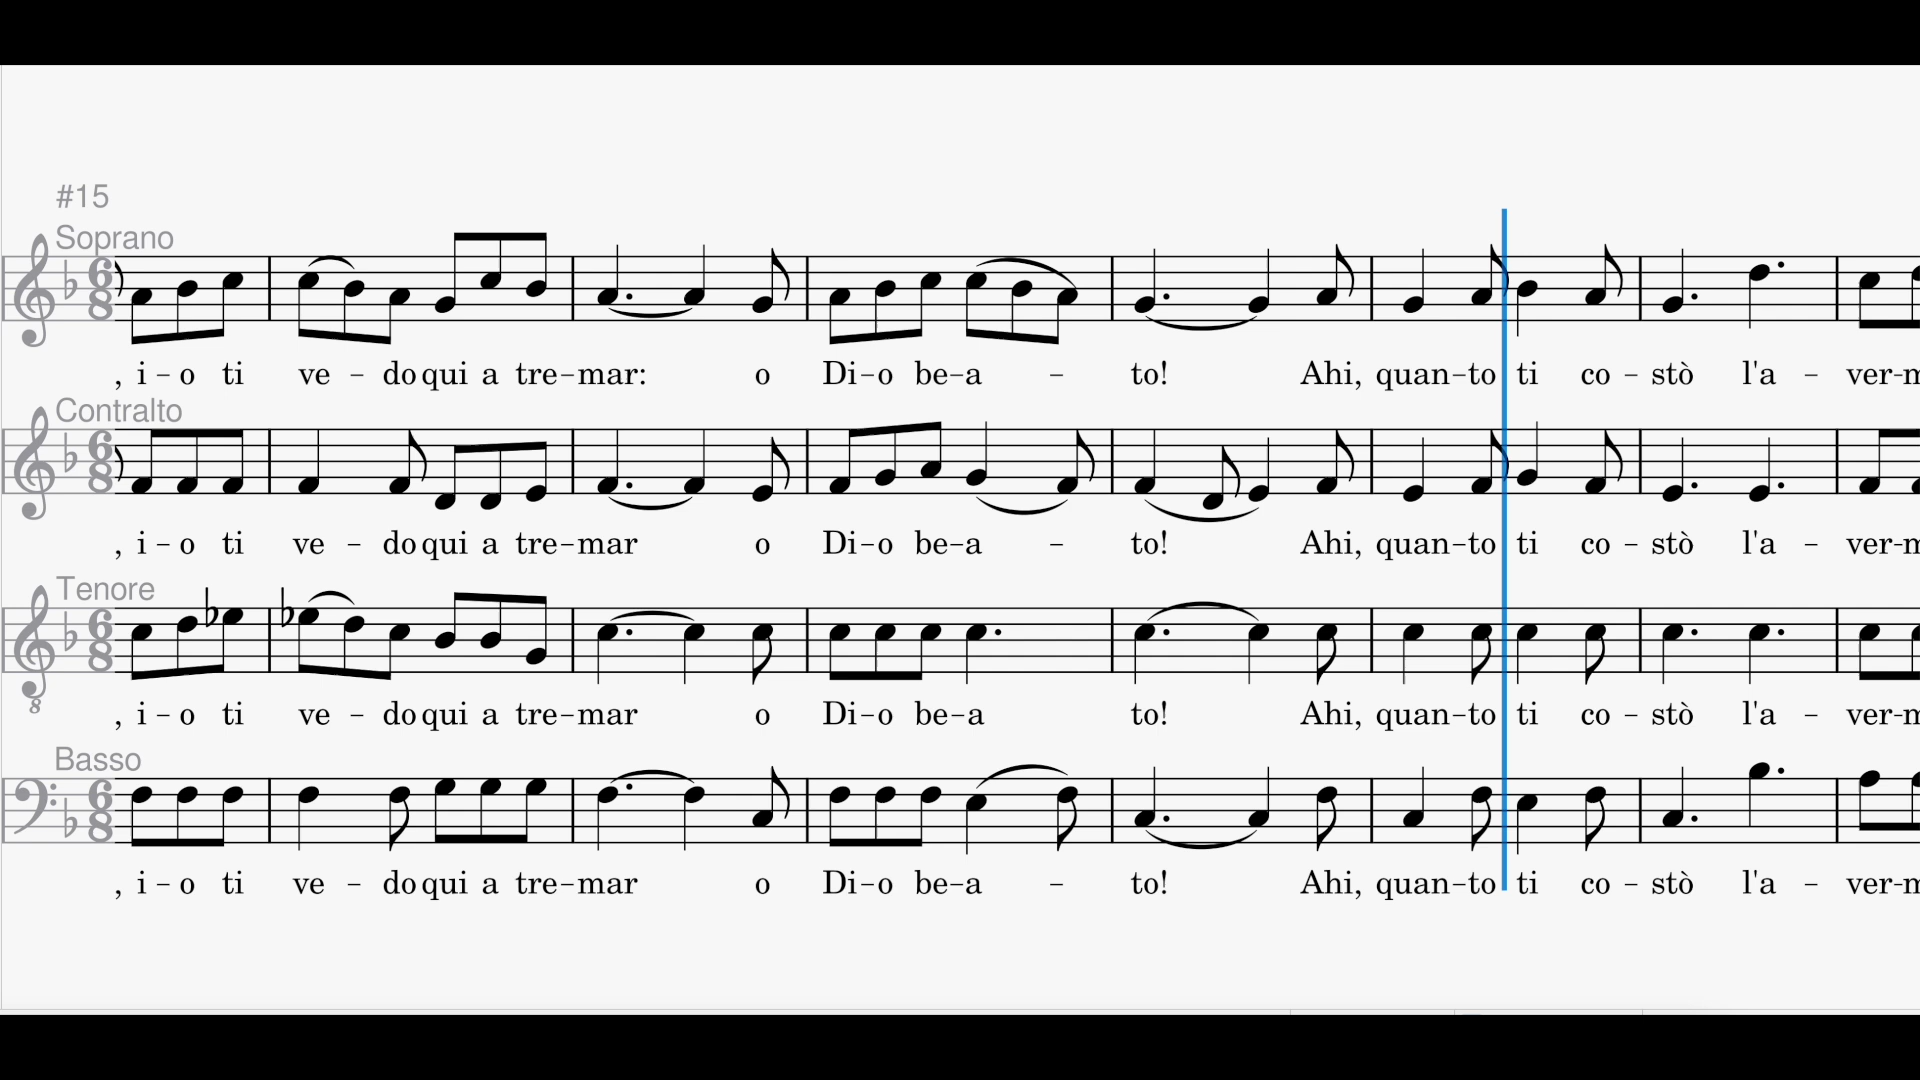 #15
Soprano
, i – o ti ve – do qui a tre – mar: o Di – o be – a – to! Ahi, quan – to ti co – stò l'a – ver – m
Contralto
, i – o ti ve – do qui a tre – mar o Di – o be – a – to! Ahi, quan – to ti co – stò l'a – ver – m
Tenore
8
, i – o ti ve – do qui a tre – mar o Di – o be – a to! Ahi, quan – to ti co – stò l'a – ver – m
Basso
, i – o ti ve – do qui a tre – mar o Di – o be – a – to! Ahi, quan – to ti co – stò l'a – ver – m